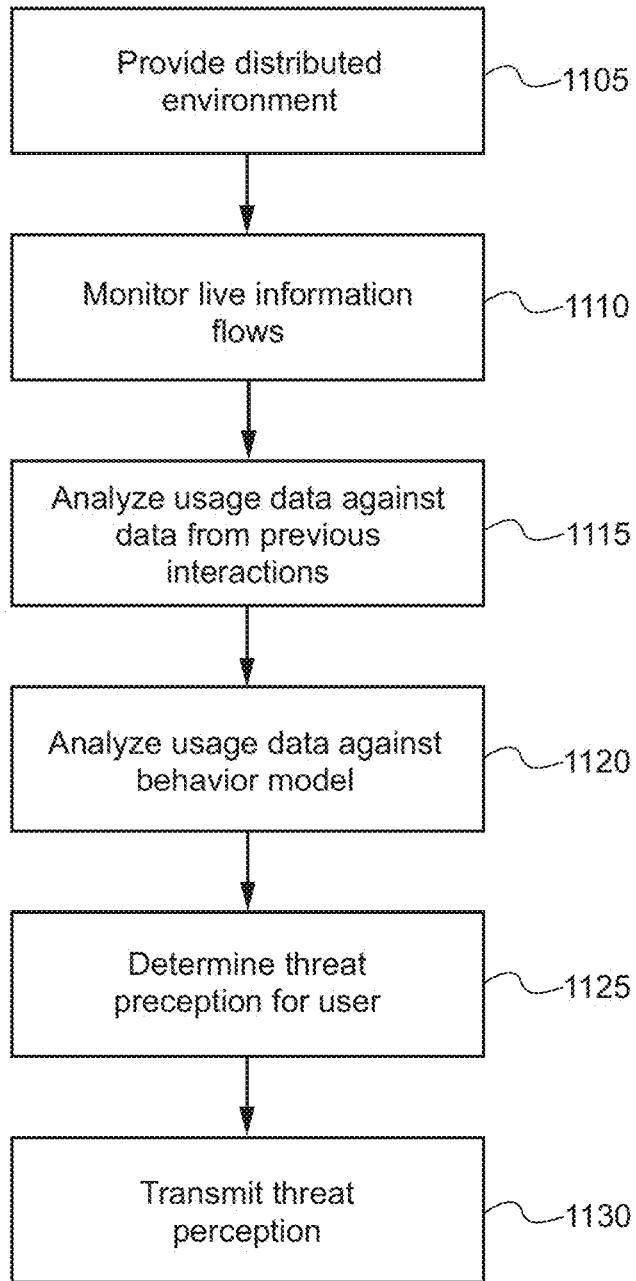 Provide distributed
environment
1105
Monitor live information
flows
1110
Analyze usage data against
data from previous
interactions
1115
Analyze usage data against
behavior model
1120
Determine threat
preception for user
1125
Transmit threat
perception
1130